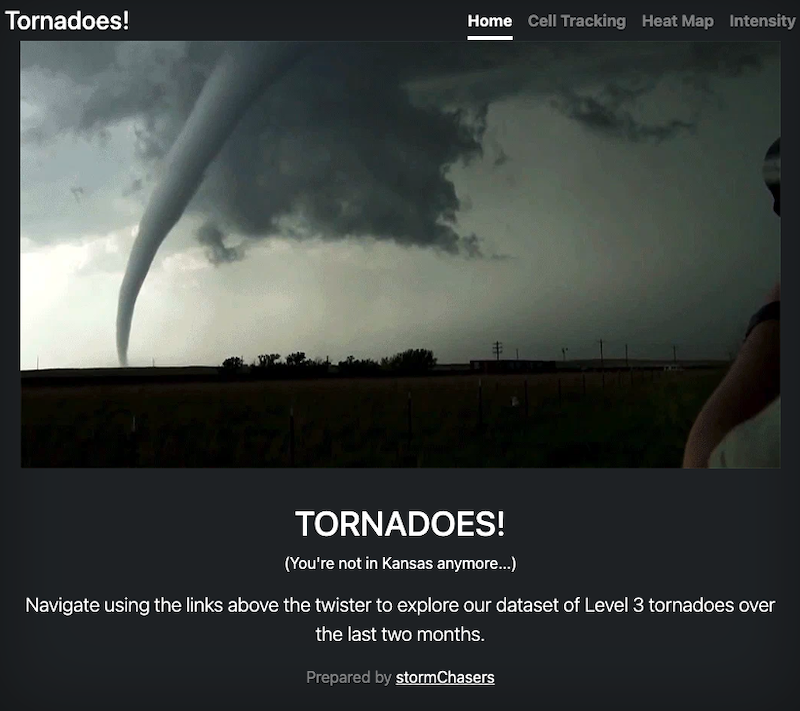 Tornadoes!
Home Cell Tracking Heat Map Intensity
TORNADOES!
(You're not in Kansas anymore...)
Navigate using the links above the twister to explore our dataset of Level 3 tornadoes over
the last two months.
Prepared by stormChasers